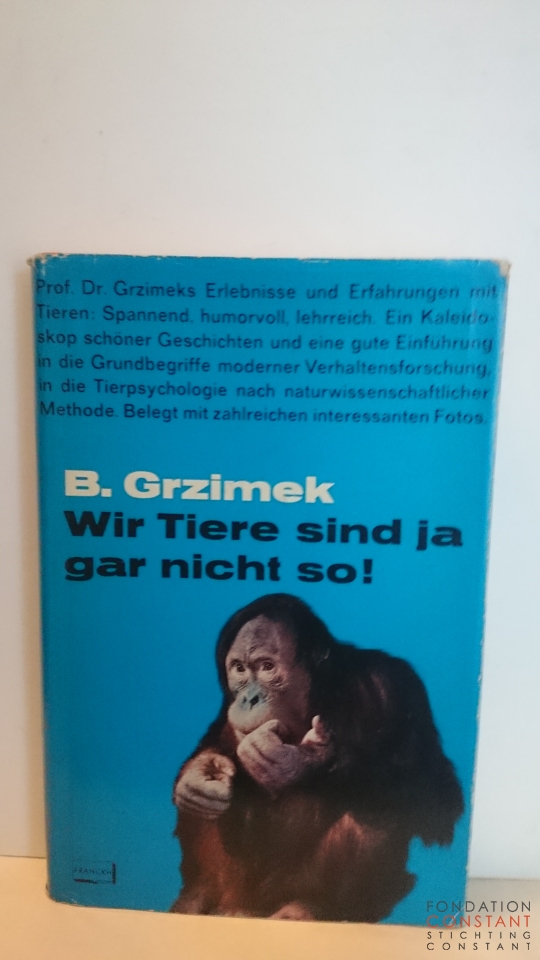 Prof. Dr. Grzimeks Erlebnisse und Erfahrungen mit
Tieren: Spannend, humorvoll, lehrreich. Ein Kaleido-
skop schöner Geschichten und eine gute Einführung
in die Grundbegriffe moderner Verhaltensforschung,
in die Tierpsychologie nach naturwissenschaftlicher
Methode. Belegt mit zahlreichen interessanten Fotos.
B. Grzimek
Wir Tiere sind ja
gar nicht so!
FONDATION
CONSTANT
STICHTING
CONSTANT